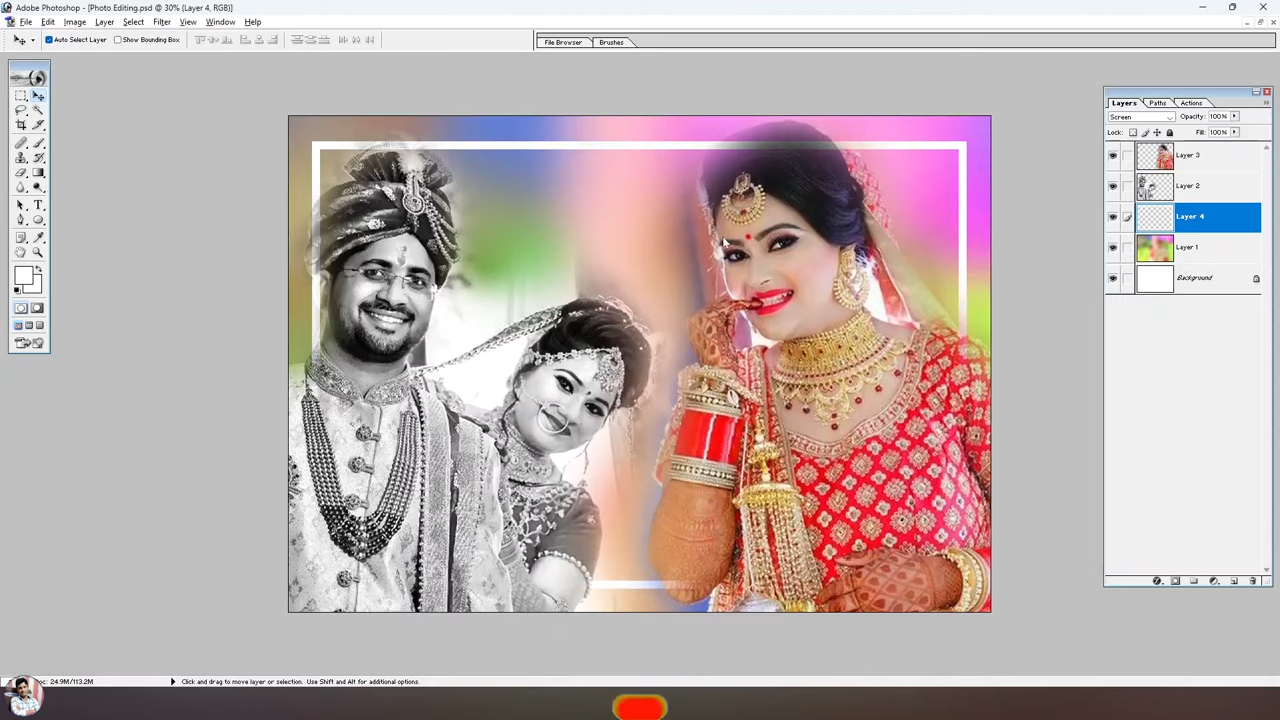 Adobe Photoshop - [Photo Editing.psd @ 30% (Layer 4, RGB)]
File Edit Image Layer Select Filter View Window Help
Auto Select Layer Show Bounding Box
File Browser Brushes
Layers Paths Actions
Screen Opacity: 100%
Lock: Fill: 100%
Layer 3
Layer 2
Layer 4
Layer 1
Background
T
oc: 24.9M/113.2M Click and drag to move layer or selection. Use Shift and Alt for additional options.